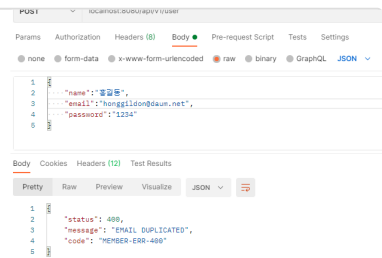 POST localhost:8080/api/v1/user
Params Authorization Headers (8) Body Pre-request Script Tests Settings
none form-data x-www-form-urlencoded raw binary GraphQL JSON
1 {
2 "name":"홍길동",
3 "email":"honggildon@daum.net",
4 "password":"1234"
5 }
Body Cookies Headers (12) Test Results
Pretty Raw Preview Visualize JSON
1 {
2 "status": 400,
3 "message": "EMAIL DUPLICATED",
4 "code": "MEMBER-ERR-400"
5 }